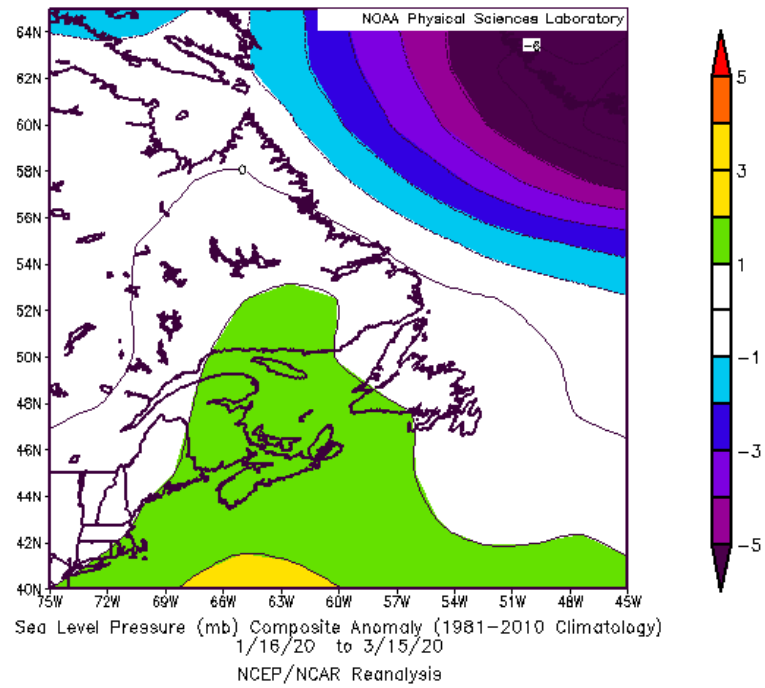 NOAA Physical Sciences Laboratory
65N
62N
60N
58N
56N
54N
52N
50N
48N
46N
44N
42N
40N
-6
0
5
3
1
-1
-3
-5
75W 72W 69W 66W 63W 60W 57W 54W 51W 48W 45W
Sea Level Pressure (mb) Composite Anomaly (1981-2010 Climatology)
1/16/20 to 3/15/20
NCEP/NCAR Reanalysis